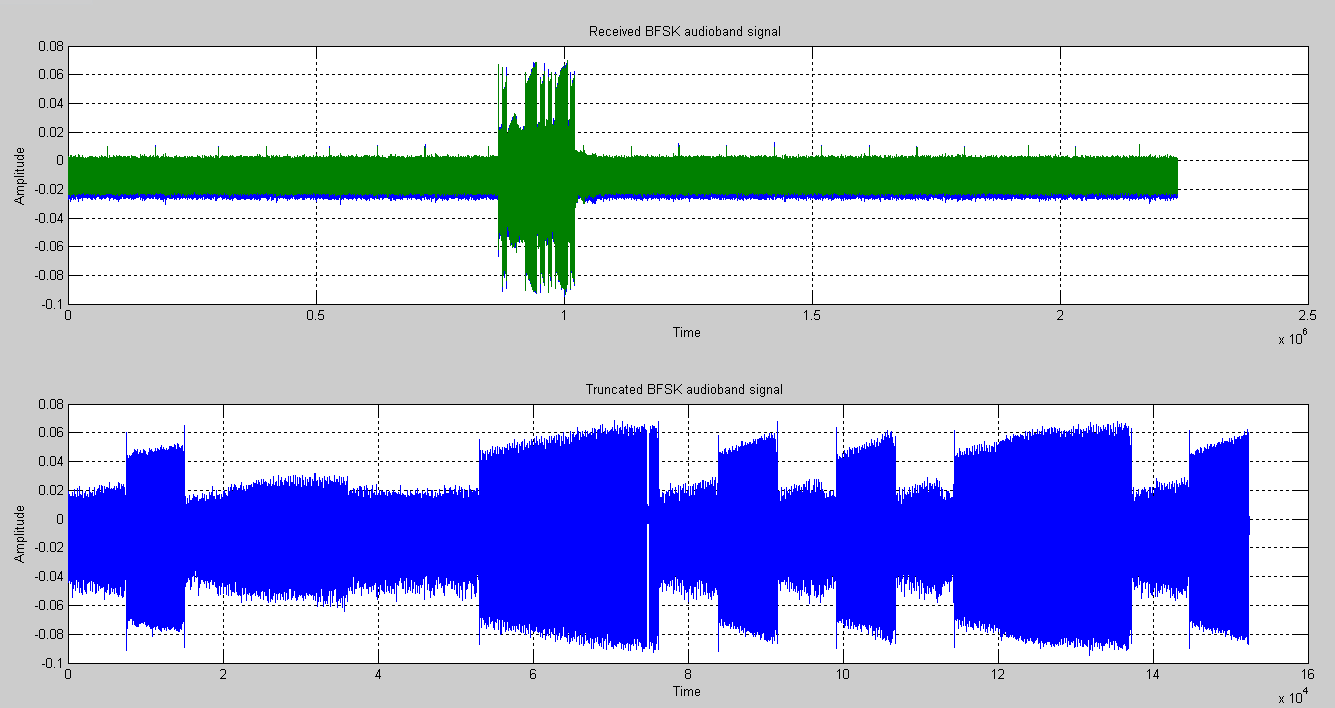 Received BFSK audioband signal
0.08
0.06
0.04
0.02
0
-0.02
-0.04
-0.06
-0.08
-0.1
Amplitude
0 0.5 1 1.5 2 2.5
Time
x 10^6
Truncated BFSK audioband signal
0.08
0.06
0.04
0.02
0
-0.02
-0.04
-0.06
-0.08
-0.1
Amplitude
0 2 4 6 8 10 12 14 16
Time
x 10^4